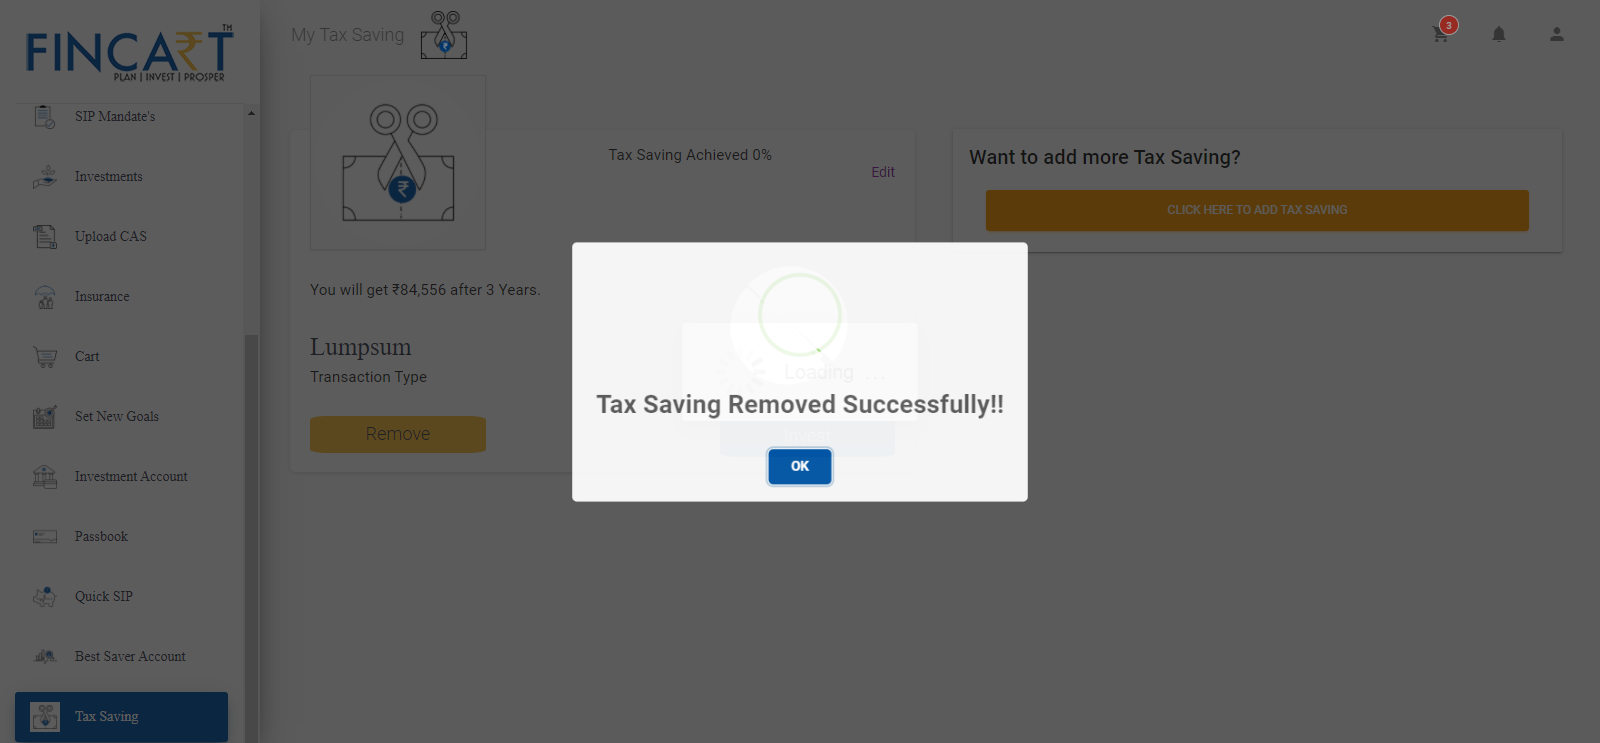 FINCART
TM
PLAN | INVEST | PROSPER
My Tax Saving
3
SIP Mandate's
Investments
Upload CAS
Insurance
Cart
Set New Goals
Investment Account
Passbook
Quick SIP
Best Saver Account
Tax Saving
Tax Saving Achieved 0%
Edit
You will get ₹84,556 after 3 Years.
Lumpsum
Transaction Type
Remove
Want to add more Tax Saving?
CLICK HERE TO ADD TAX SAVING
Loading ...
Tax Saving Removed Successfully!!
OK